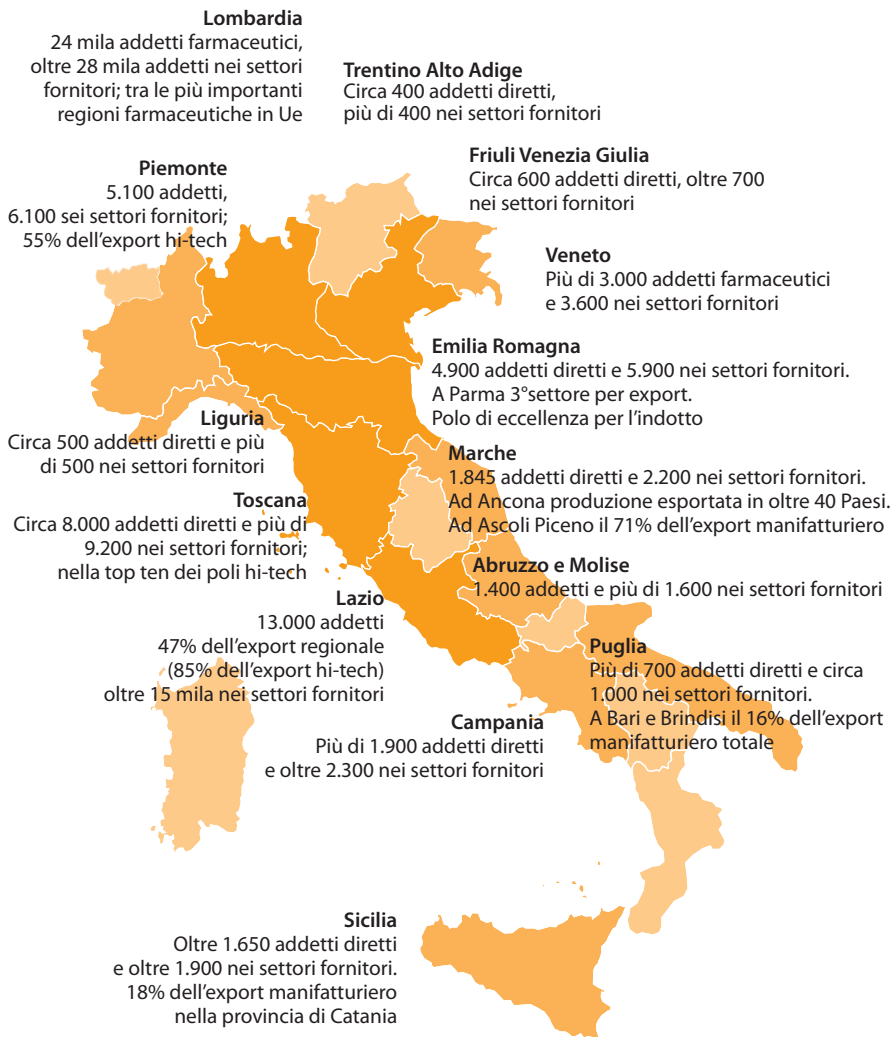 Lombardia
24 mila addetti farmaceutici,
oltre 28 mila addetti nei settori
fornitori; tra le più importanti
regioni farmaceutiche in Ue
Trentino Alto Adige
Circa 400 addetti diretti,
più di 400 nei settori fornitori
Piemonte
5.100 addetti,
6.100 sei settori fornitori;
55% dell'export hi-tech
Friuli Venezia Giulia
Circa 600 addetti diretti, oltre 700
nei settori fornitori
Veneto
Più di 3.000 addetti farmaceutici
e 3.600 nei settori fornitori
Emilia Romagna
4.900 addetti diretti e 5.900 nei settori fornitori.
A Parma 3°settore per export.
Polo di eccellenza per l'indotto
Liguria
Circa 500 addetti diretti e più
di 500 nei settori fornitori
Marche
1.845 addetti diretti e 2.200 nei settori fornitori.
Ad Ancona produzione esportata in oltre 40 Paesi.
Ad Ascoli Piceno il 71% dell'export manifatturiero
Toscana
Circa 8.000 addetti diretti e più di
9.200 nei settori fornitori;
nella top ten dei poli hi-tech
Abruzzo e Molise
1.400 addetti e più di 1.600 nei settori fornitori
Lazio
13.000 addetti
47% dell'export regionale
(85% dell'export hi-tech)
oltre 15 mila nei settori fornitori
Puglia
Più di 700 addetti diretti e circa
1.000 nei settori fornitori.
A Bari e Brindisi il 16% dell'export
manifatturiero totale
Campania
Più di 1.900 addetti diretti
e oltre 2.300 nei settori fornitori
Sicilia
Oltre 1.650 addetti diretti
e oltre 1.900 nei settori fornitori.
18% dell'export manifatturiero
nella provincia di Catania